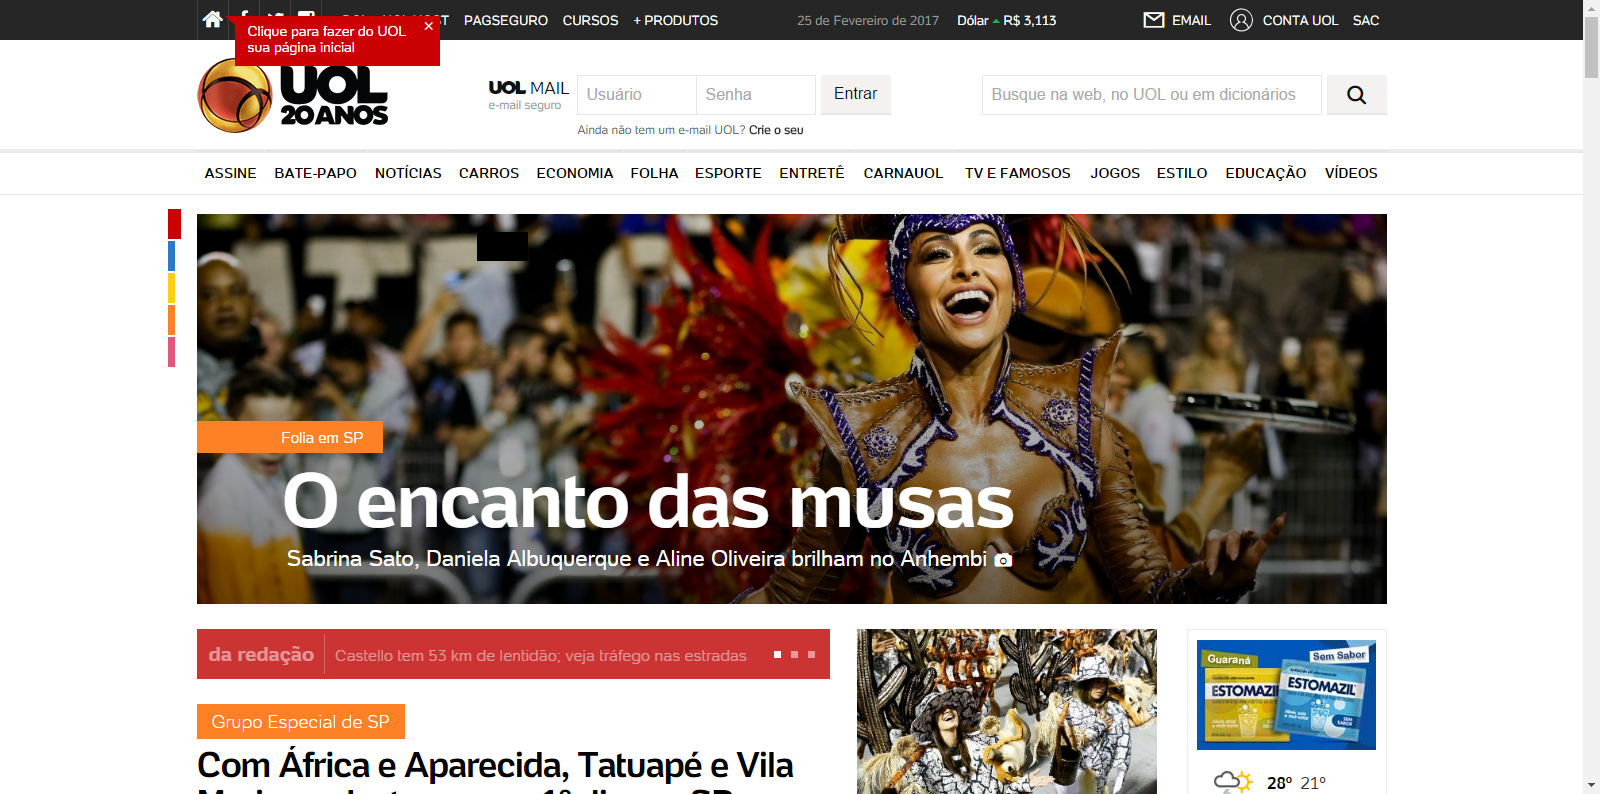 PAGSEGURO CURSOS + PRODUTOS
25 de Fevereiro de 2017 Dólar R$ 3,113
EMAIL CONTA UOL SAC
Clique para fazer do UOL
sua página inicial
UOL
20 ANOS
UOL MAIL
e-mail seguro
Usuário Senha Entrar
Ainda não tem um e-mail UOL? Crie o seu
Busque na web, no UOL ou em dicionários
ASSINE BATE-PAPO NOTÍCIAS CARROS ECONOMIA FOLHA ESPORTE ENTRETÊ CARNAUOL TV E FAMOSOS JOGOS ESTILO EDUCAÇÃO VÍDEOS
Folia em SP
O encanto das musas
Sabrina Sato, Daniela Albuquerque e Aline Oliveira brilham no Anhembi
da redação Castello tem 53 km de lentidão; veja tráfego nas estradas
Grupo Especial de SP
Com África e Aparecida, Tatuapé e Vila
Guaraná
Sem Sabor
ESTOMAZIL
ESTOMAZIL
28º 21º